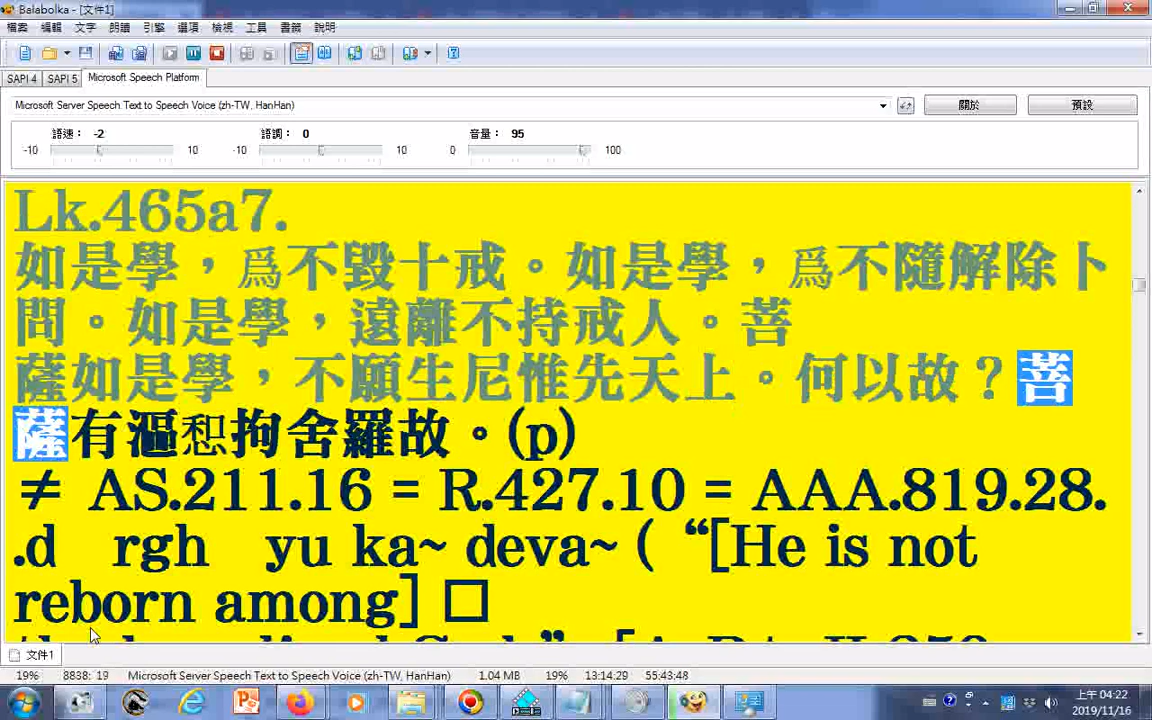 Balabolka - [文件1]
檔案 編輯 文字 朗讀 引擎 選項 檢視 工具 書籤 說明
SAPI 4 SAPI 5 Microsoft Speech Platform
Microsoft Server Speech Text to Speech Voice (zh-TW, HanHan) 關於 預設
語速： -2 語調： 0 音量： 95
-10 10 -10 10 0 100
Lk.465a7.
如是學，爲不毀十戒。如是學，爲不隨解除卜
問。如是學，遠離不持戒人。菩
薩如是學，不願生尼惟先天上。何以故？菩
薩有漚惒拘舍羅故。(p)
≠ AS.211.16 = R.427.10 = AAA.819.28.
.d rgh yu ka~ deva~ ( “[He is not
reborn among] □
文件1
19% 8838: 19 Microsoft Server Speech Text to Speech Voice (zh-TW, HanHan) 1.04 MB 19% 13:14:29 55:43:48
上午 04:22
2019/11/16